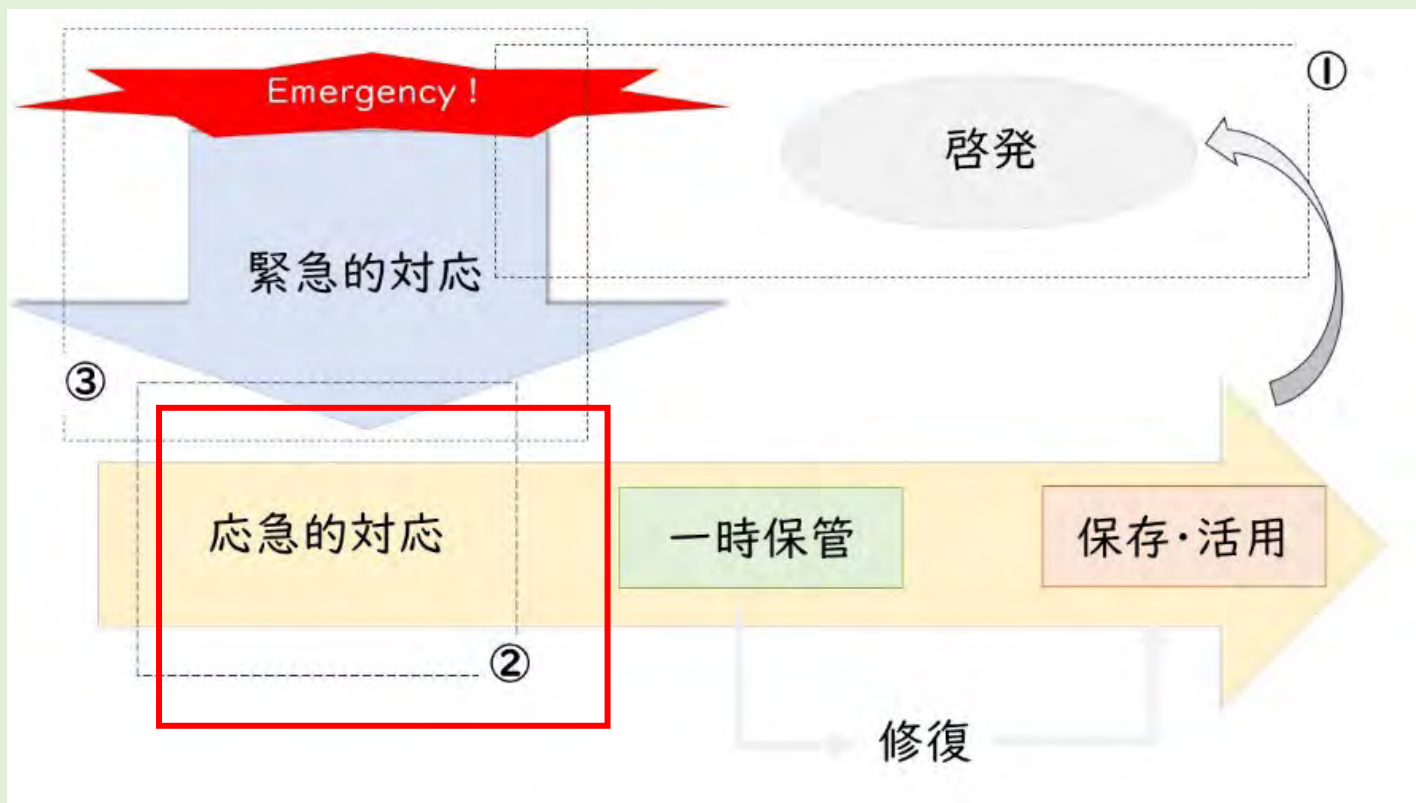 Emergency!
①
啓発
緊急的対応
③
応急的対応
一時保管
保存・活用
②
修復